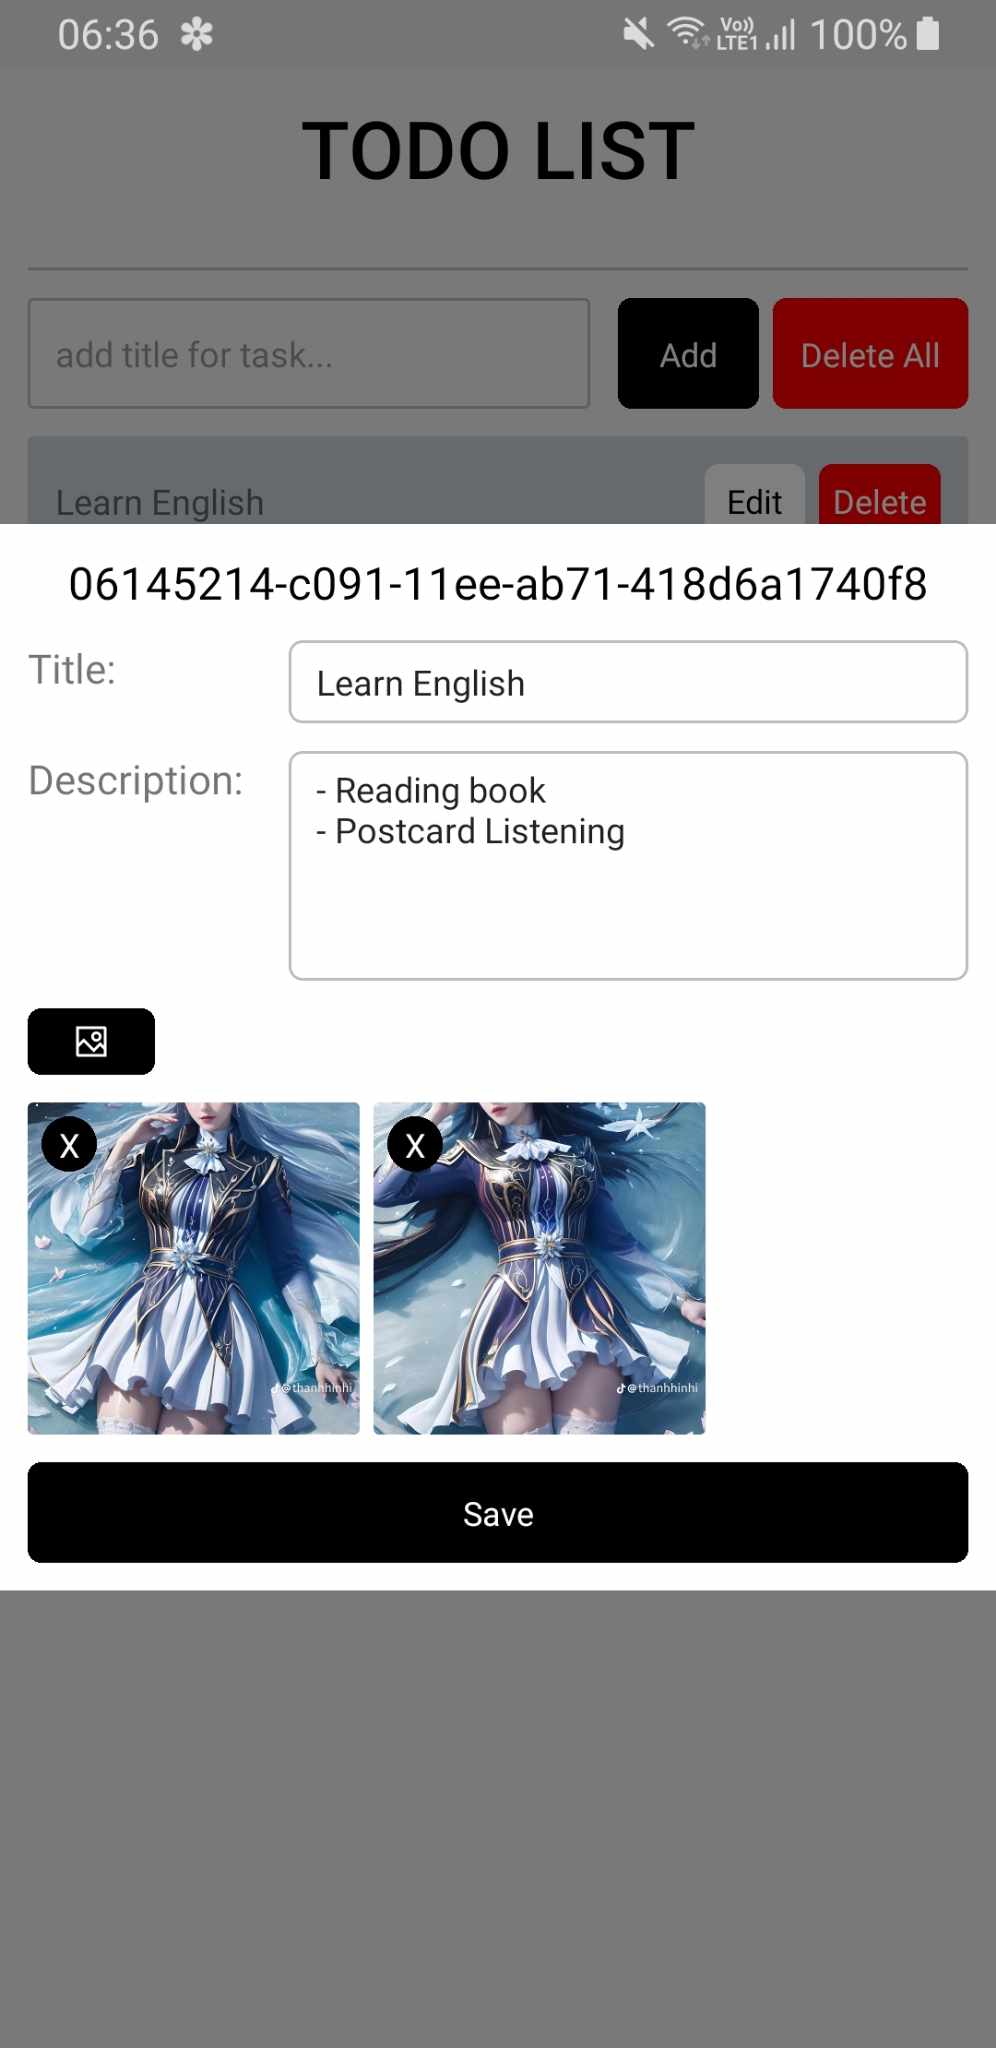 06:36 Vo)) LTE1 100%
TODO LIST
add title for task... Add Delete All
Learn English Edit Delete
06145214-c091-11ee-ab71-418d6a1740f8
Title: Learn English
Description: - Reading book
- Postcard Listening
X X
@thanhhinhi @thanhhinhi
Save